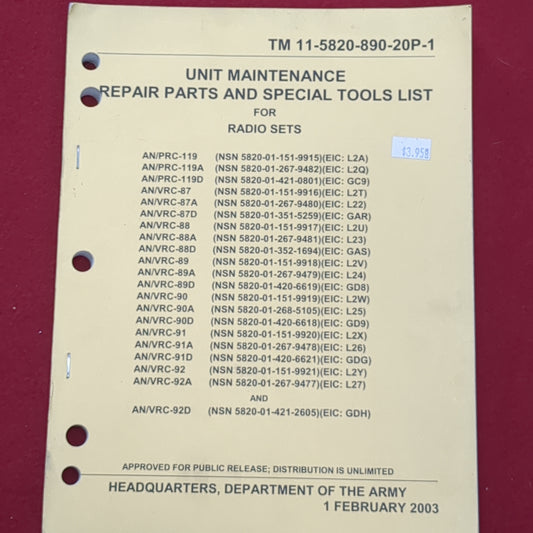 TM 11-5820-890-20P-1
UNIT MAINTENANCE
REPAIR PARTS AND SPECIAL TOOLS LIST
FOR
RADIO SETS
$3.958
AN/PRC-119 (NSN 5820-01-151-9915)(EIC: L2A)
AN/PRC-119A (NSN 5820-01-267-9482)(EIC: L2Q)
AN/PRC-119D (NSN 5820-01-421-0801)(EIC: GC9)
AN/VRC-87 (NSN 5820-01-151-9916)(EIC: L2T)
AN/VRC-87A (NSN 5820-01-267-9480)(EIC: L22)
AN/VRC-87D (NSN 5820-01-351-5259)(EIC: GAR)
AN/VRC-88 (NSN 5820-01-151-9917)(EIC: L2U)
AN/VRC-88A (NSN 5820-01-267-9481)(EIC: L23)
AN/VRC-88D (NSN 5820-01-352-1694)(EIC: GAS)
AN/VRC-89 (NSN 5820-01-151-9918)(EIC: L2V)
AN/VRC-89A (NSN 5820-01-267-9479)(EIC: L24)
AN/VRC-89D (NSN 5820-01-420-6619)(EIC: GD8)
AN/VRC-90 (NSN 5820-01-151-9919)(EIC: L2W)
AN/VRC-90A (NSN 5820-01-268-5105)(EIC: L25)
AN/VRC-90D (NSN 5820-01-420-6618)(EIC: GD9)
AN/VRC-91 (NSN 5820-01-151-9920)(EIC: L2X)
AN/VRC-91A (NSN 5820-01-267-9478)(EIC: L26)
AN/VRC-91D (NSN 5820-01-420-6621)(EIC: GDG)
AN/VRC-92 (NSN 5820-01-151-9921)(EIC: L2Y)
AN/VRC-92A (NSN 5820-01-267-9477)(EIC: L27)
AND
AN/VRC-92D (NSN 5820-01-421-2605)(EIC: GDH)
APPROVED FOR PUBLIC RELEASE; DISTRIBUTION IS UNLIMITED
HEADQUARTERS, DEPARTMENT OF THE ARMY
1 FEBRUARY 2003